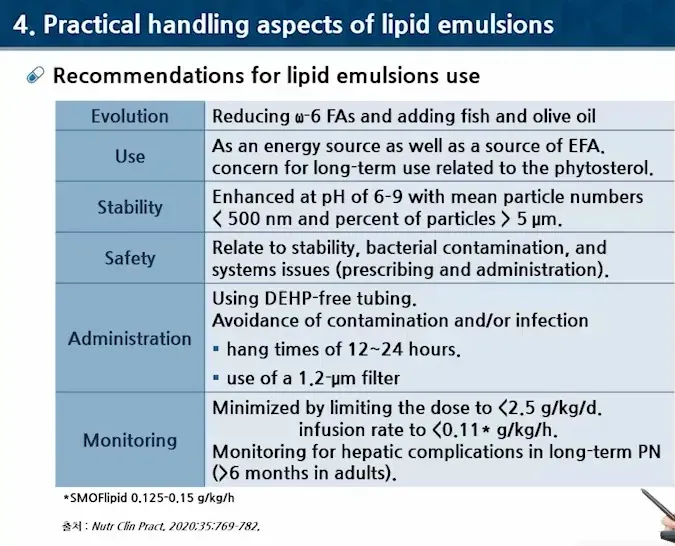 4. Practical handling aspects of lipid emulsions
Recommendations for lipid emulsions use
Evolution
Reducing ω-6 FAs and adding fish and olive oil
Use
As an energy source as well as a source of EFA.
concern for long-term use related to the phytosterol.
Stability
Enhanced at pH of 6-9 with mean particle numbers
< 500 nm and percent of particles > 5 μm.
Safety
Relate to stability, bacterial contamination, and
systems issues (prescribing and administration).
Administration
Using DEHP-free tubing.
Avoidance of contamination and/or infection
▪ hang times of 12~24 hours.
▪ use of a 1.2-μm filter
Monitoring
Minimized by limiting the dose to <2.5 g/kg/d.
infusion rate to <0.11* g/kg/h.
Monitoring for hepatic complications in long-term PN
(>6 months in adults).
*SMOFlipid 0.125-0.15 g/kg/h
출처 : Nutr Clin Pract. 2020;35:769-782.